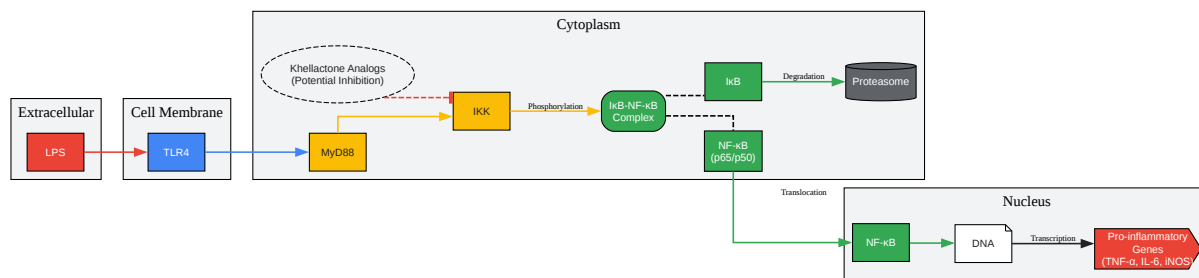 Cytoplasm
Khellactone Analogs
(Potential Inhibition)
IκB
Degradation
Proteasome
Extracellular
Cell Membrane
IKK
Phosphorylation
IκB-NF-κB
Complex
LPS
TLR4
MyD88
NF-κB
(p65/p50)
Translocation
Nucleus
NF-κB
DNA
Transcription
Pro-inflammatory
Genes
(TNF-α, IL-6, iNOS)